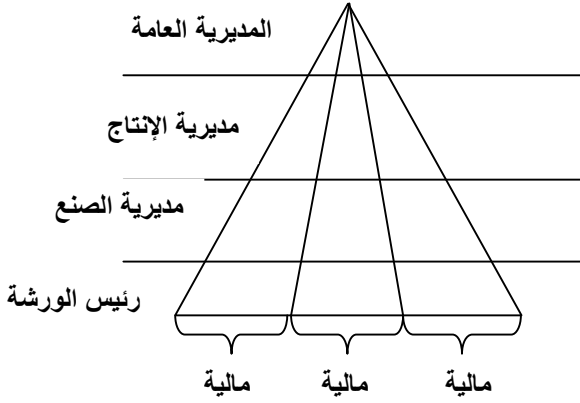 المديرية العامة
مديرية الإنتاج
مديرية الصنع
رئيس الورشة
مالية
مالية
مالية